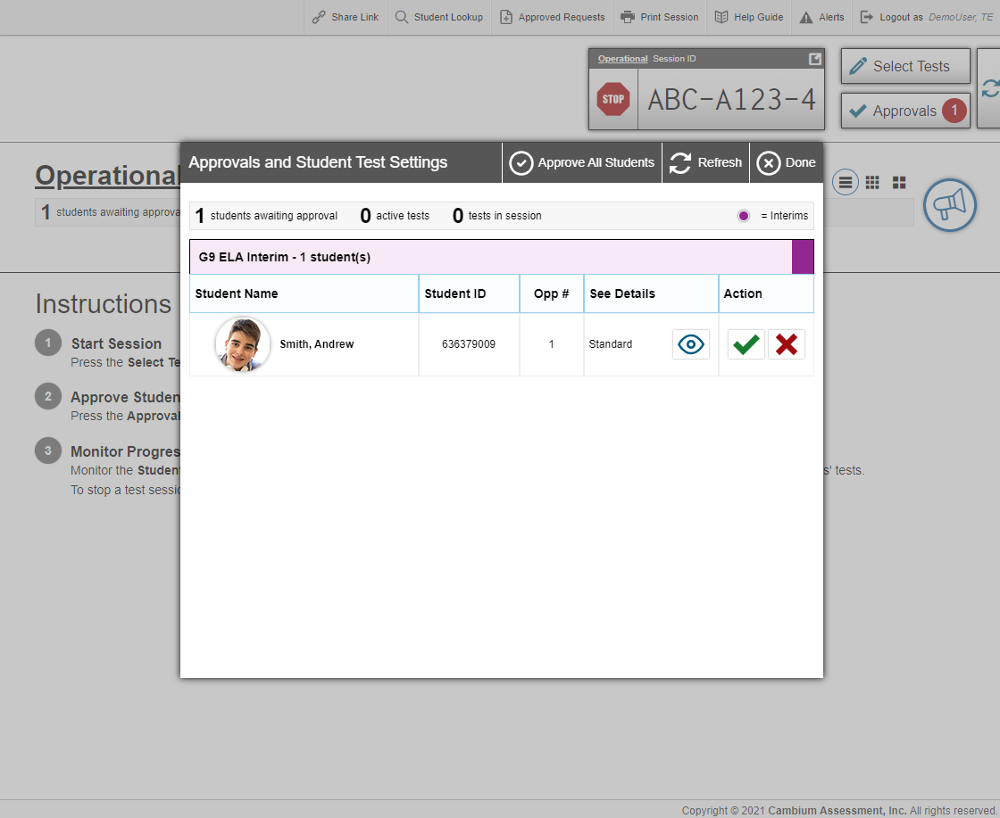 Share Link Student Lookup Approved Requests Print Session Help Guide Alerts Logout as DemoUser, TE
Operational Session ID
STOP ABC-A123-4
Select Tests
Approvals 1
Operational
1 students awaiting approva
Approvals and Student Test Settings Approve All Students Refresh Done
1 students awaiting approval 0 active tests 0 tests in session = Interims
G9 ELA Interim - 1 student(s)
Student Name Student ID Opp # See Details Action
Smith, Andrew 636379009 1 Standard
Instructions
1 Start Session
Press the Select Te
2 Approve Studen
Press the Approval
3 Monitor Progres
Monitor the Studen s' tests.
To stop a test sessio
Copyright © 2021 Cambium Assessment, Inc. All rights reserved.